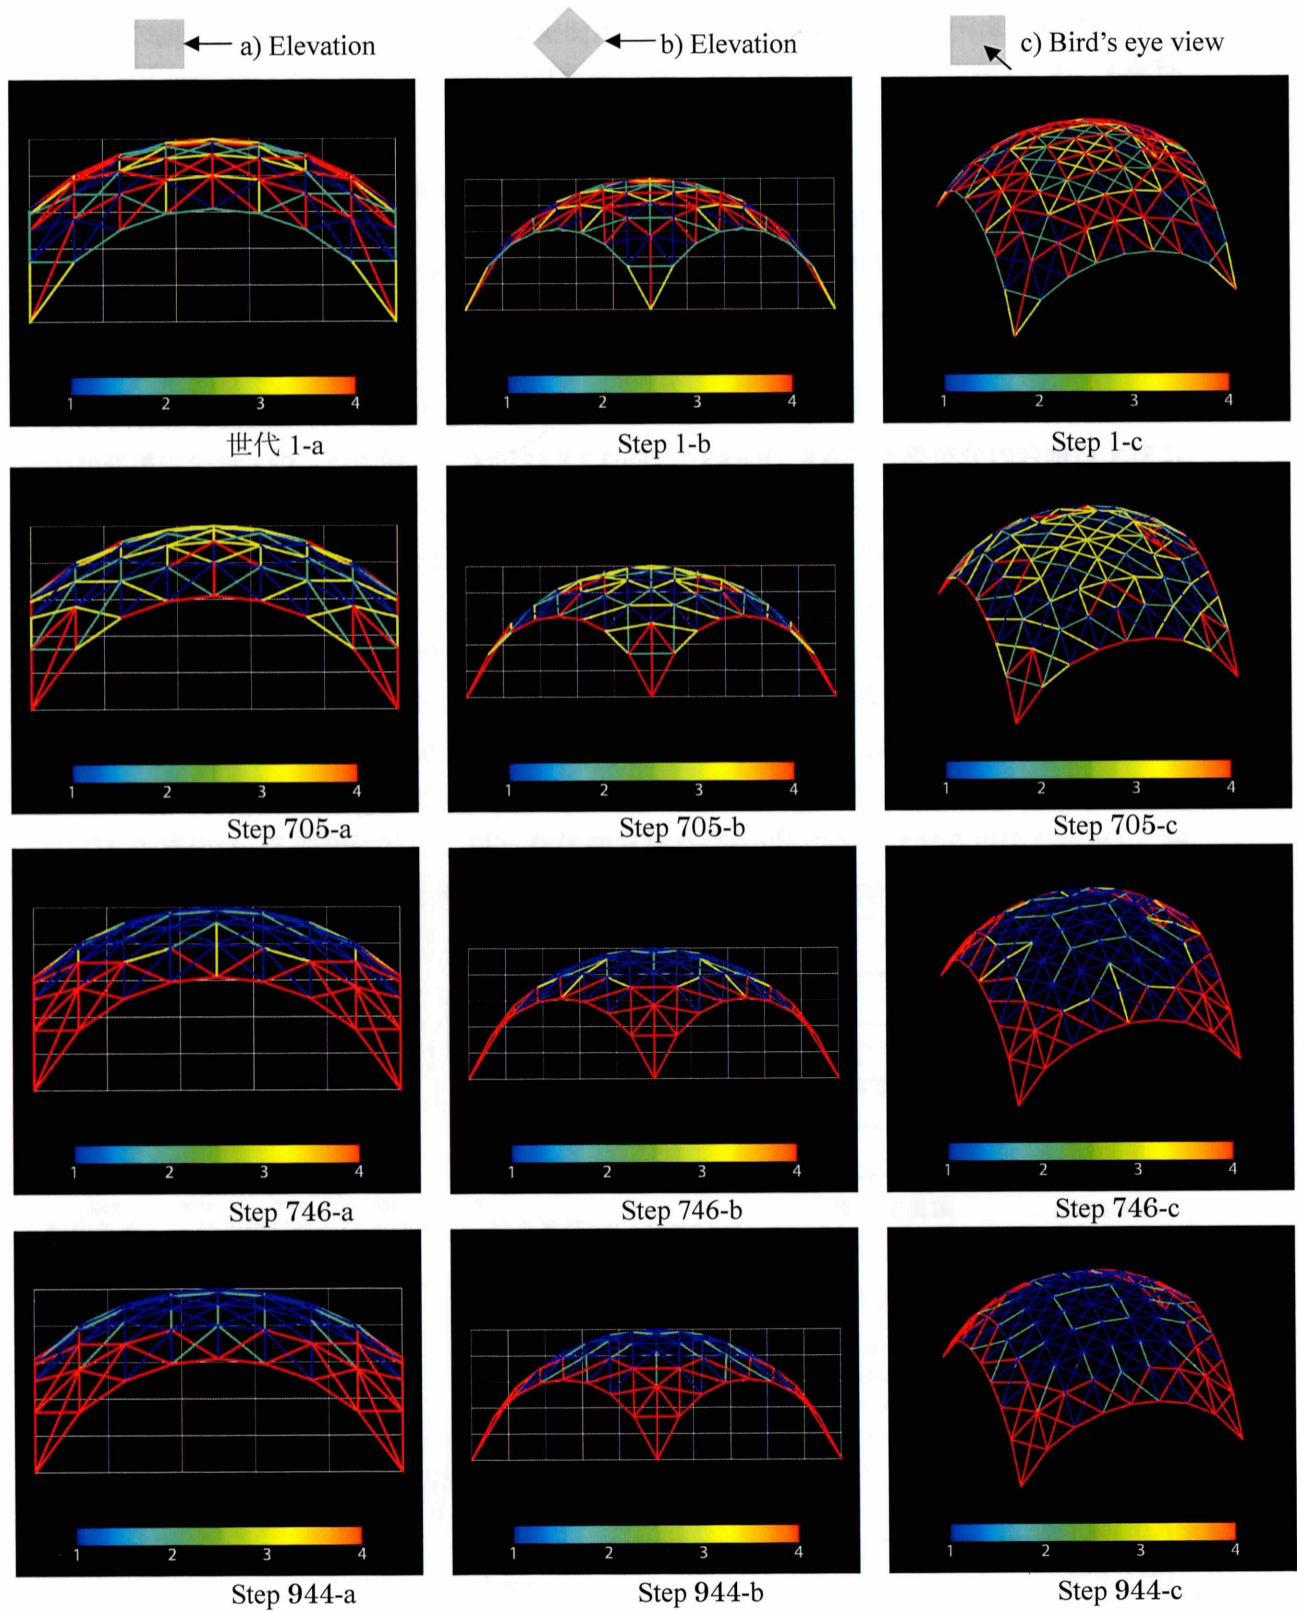 a) Elevation
b) Elevation
c) Bird's eye view
1 2 3 4
1 2 3 4
1 2 3 4
世代 1-a
Step 1-b
Step 1-c
1 2 3 4
1 2 3 4
1 2 3 4
Step 705-a
Step 705-b
Step 705-c
1 2 3 4
1 2 3 4
1 2 3 4
Step 746-a
Step 746-b
Step 746-c
1 2 3 4
1 2 3 4
1 2 3 4
Step 944-a
Step 944-b
Step 944-c